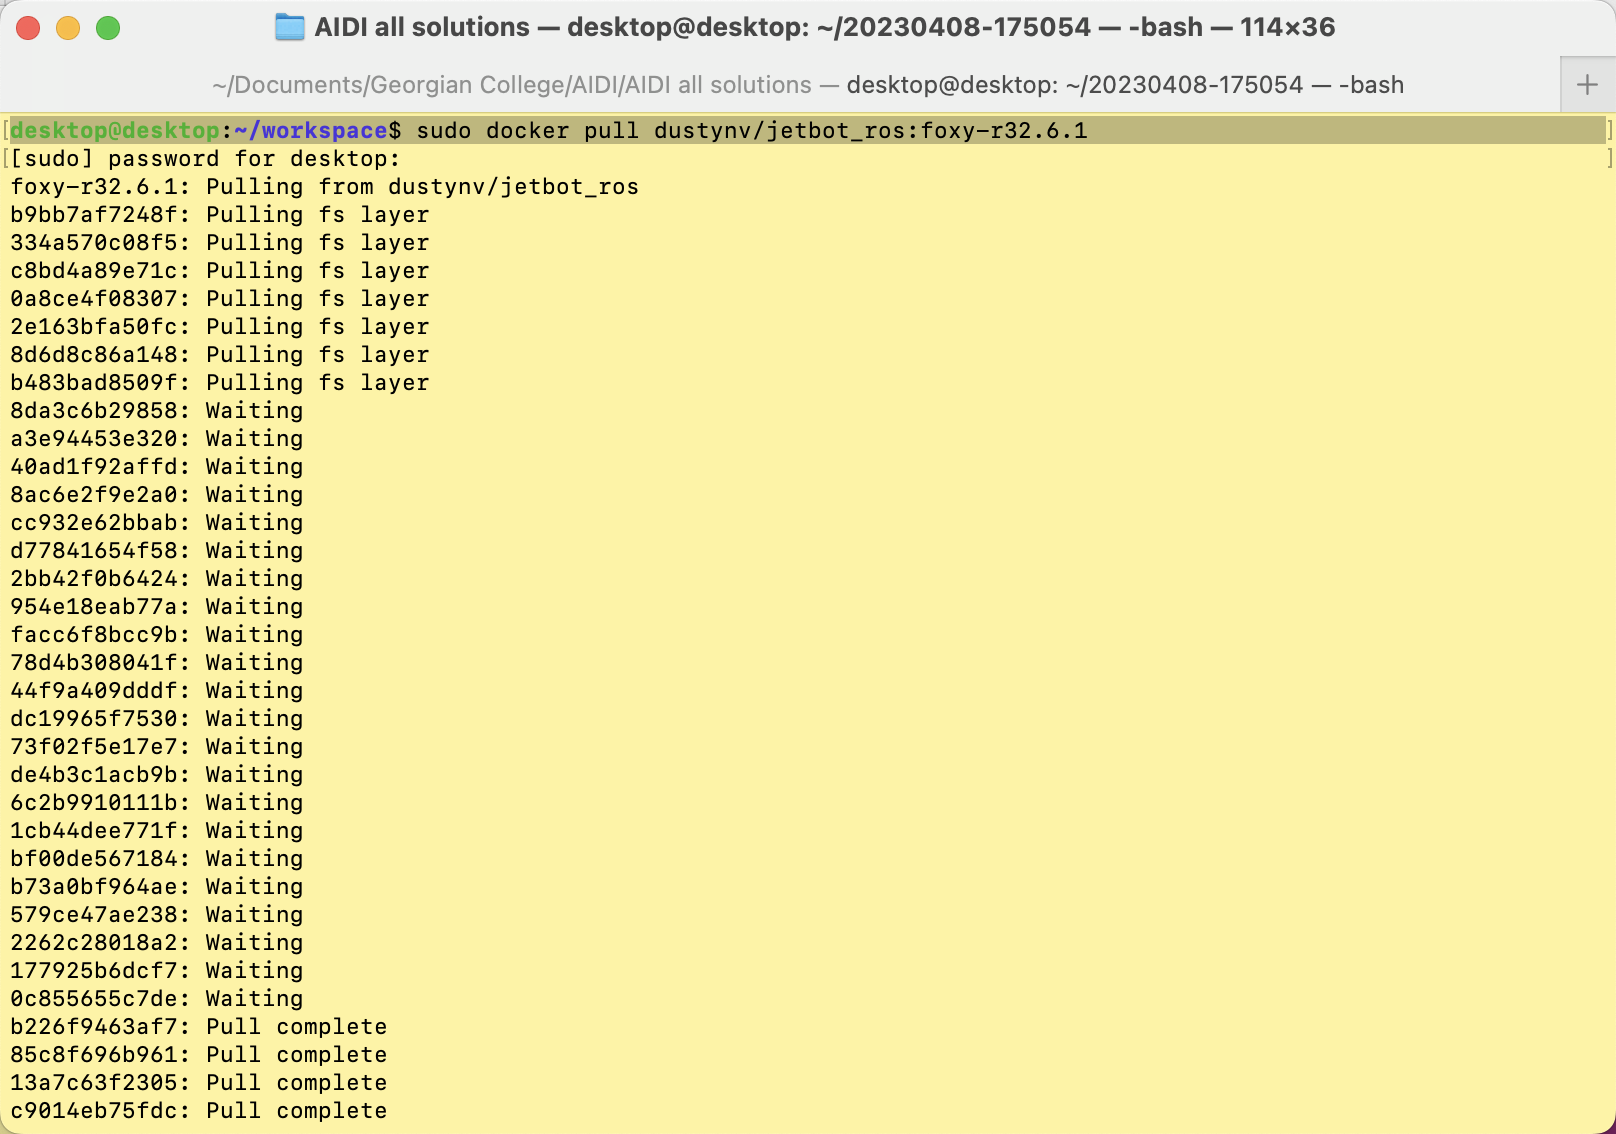 AIDI all solutions — desktop@desktop: ~/20230408-175054 — -bash — 114×36
~/Documents/Georgian College/AIDI/AIDI all solutions — desktop@desktop: ~/20230408-175054 — -bash
+
[desktop@desktop:~/workspace$ sudo docker pull dustynv/jetbot_ros:foxy-r32.6.1 ]
[[sudo] password for desktop: ]
foxy-r32.6.1: Pulling from dustynv/jetbot_ros
b9bb7af7248f: Pulling fs layer
334a570c08f5: Pulling fs layer
c8bd4a89e71c: Pulling fs layer
0a8ce4f08307: Pulling fs layer
2e163bfa50fc: Pulling fs layer
8d6d8c86a148: Pulling fs layer
b483bad8509f: Pulling fs layer
8da3c6b29858: Waiting
a3e94453e320: Waiting
40ad1f92affd: Waiting
8ac6e2f9e2a0: Waiting
cc932e62bbab: Waiting
d77841654f58: Waiting
2bb42f0b6424: Waiting
954e18eab77a: Waiting
facc6f8bcc9b: Waiting
78d4b308041f: Waiting
44f9a409dddf: Waiting
dc19965f7530: Waiting
73f02f5e17e7: Waiting
de4b3c1acb9b: Waiting
6c2b9910111b: Waiting
1cb44dee771f: Waiting
bf00de567184: Waiting
b73a0bf964ae: Waiting
579ce47ae238: Waiting
2262c28018a2: Waiting
177925b6dcf7: Waiting
0c855655c7de: Waiting
b226f9463af7: Pull complete
85c8f696b961: Pull complete
13a7c63f2305: Pull complete
c9014eb75fdc: Pull complete